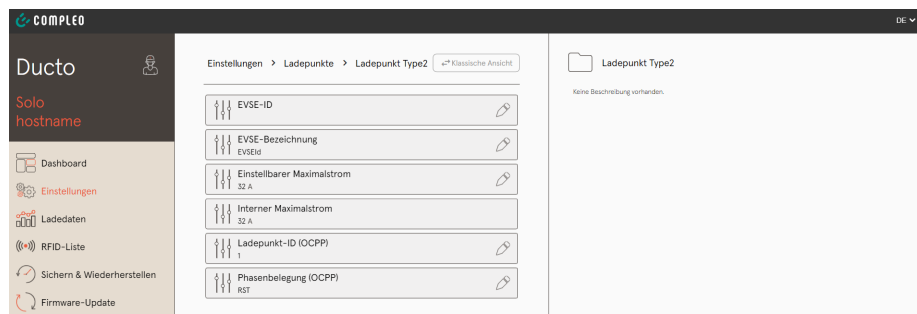 COMPLEO
DE
Ducto
Solo
hostname
Dashboard
Einstellungen
Ladedaten
RFID-Liste
Sichern & Wiederherstellen
Firmware-Update
Einstellungen > Ladepunkte > Ladepunkt Type2
Klassische Ansicht
EVSE-ID
EVSE-Bezeichnung
EVSEId
Einstellbarer Maximalstrom
32 A
Interner Maximalstrom
32 A
Ladepunkt-ID (OCPP)
1
Phasenbelegung (OCPP)
RST
Ladepunkt Type2
Keine Beschreibung vorhanden.